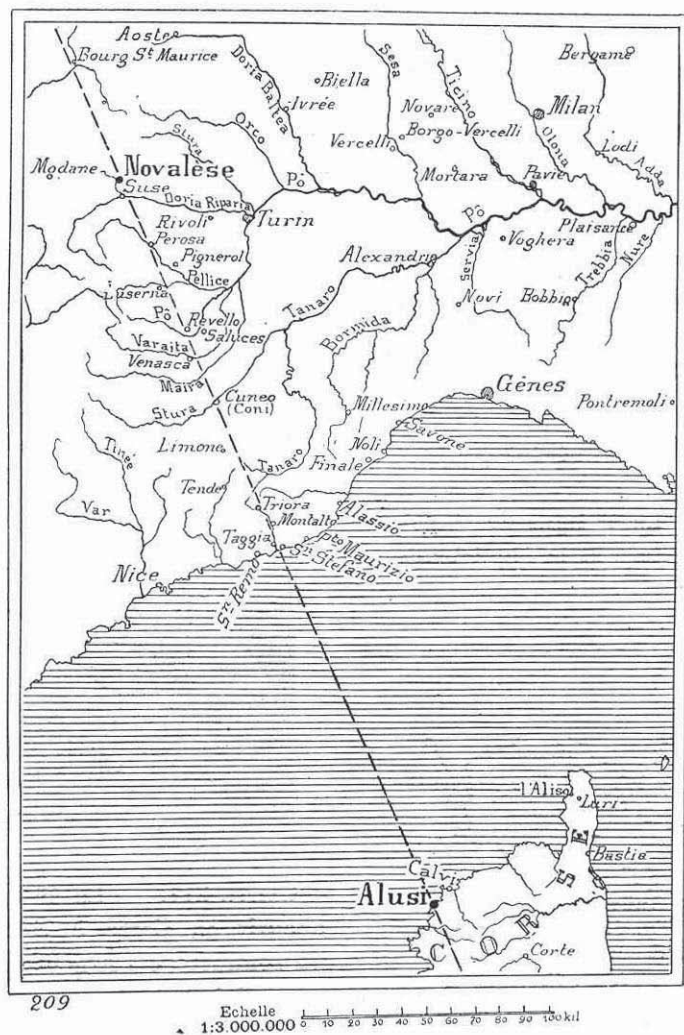 Aoste
Bourg St Maurice
Doria Baltea
Biella
Ivrée
Sesa
Ticino
Novare
Borgo-Vercelli
Vercelli
Mortara
Milan
Olona
Pavie
Bergame
Lodi
Adda
Orco
Stura
Modane
Novalèse
Suse
Doria Riparia
Rivoli
Turin
Pô
Perosa
Pignerol
Pellice
Luserna
Pô
Revello
Saluces
Varaita
Venasca
Maira
Stura
Cuneo
(Coni)
Tanaro
Alexandrie
Pô
Voghera
Servia
Novi
Plaisance
Trebbia
Nure
Bobbio
Bormida
Gênes
Pontremoli
Millesimo
Savone
Noli
Finale
Limone
Tanaro
Tinee
Var
Tende
Triora
Montalto
Alassio
Taggia
pto Maurizio
Sn Stefano
Sn Remo
Nice
l'Aliso
Luri
Bastia
Calvi
Alusi
CORSE
Corte
209
Echelle
1:3.000.000
0 10 20 30 40 50 60 70 80 90 100 kil